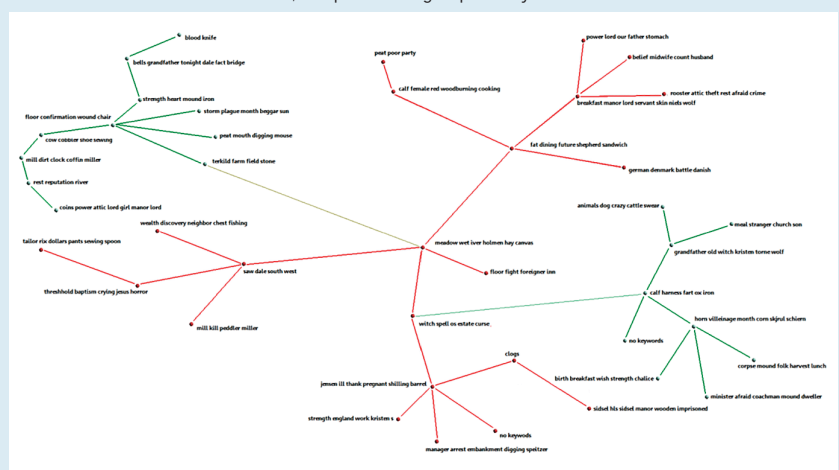 blood knife
power lord our father stomach
peat poor party
belief midwife count husband
bells grandfather tonight dale fact bridge
calf female red woodburning cooking
rooster attic theft rest afraid crime
strength heart mound iron
breakfast manor lord servant skin niels wolf
storm plague month beggar sun
floor confirmation wound chair
peat mouth digging mouse
cow cobbler shoe sewing
fat dining future shepherd sandwich
mill dirt clock coffin miller
terkild farm field stone
german denmark battle danish
rest reputation river
coins power attic lord girl manor lord
animals dog crazy cattle swear
wealth discovery neighbor chest fishing
meal stranger church son
tailor rix dollars pants sewing spoon
meadow wet iver holmen hay canvas
grandfather old witch kristen torne wolf
saw dale south west
floor fight foreigner inn
threshhold baptism crying jesus horror
calf harness fart ox iron
witch spell os estate curse
horn villeinage month corn skjrul schiern
mill kill peddler miller
no keywords
clogs
corpse mound folk harvest lunch
birth breakfast wish strength chalice
jensen ill thank pregnant shilling barrel
minister afraid coachman mound dweller
sidsel hls sidsel manor wooden imprisoned
strength england work kristen s
no keywods
manager arrest embankment digging speitzer